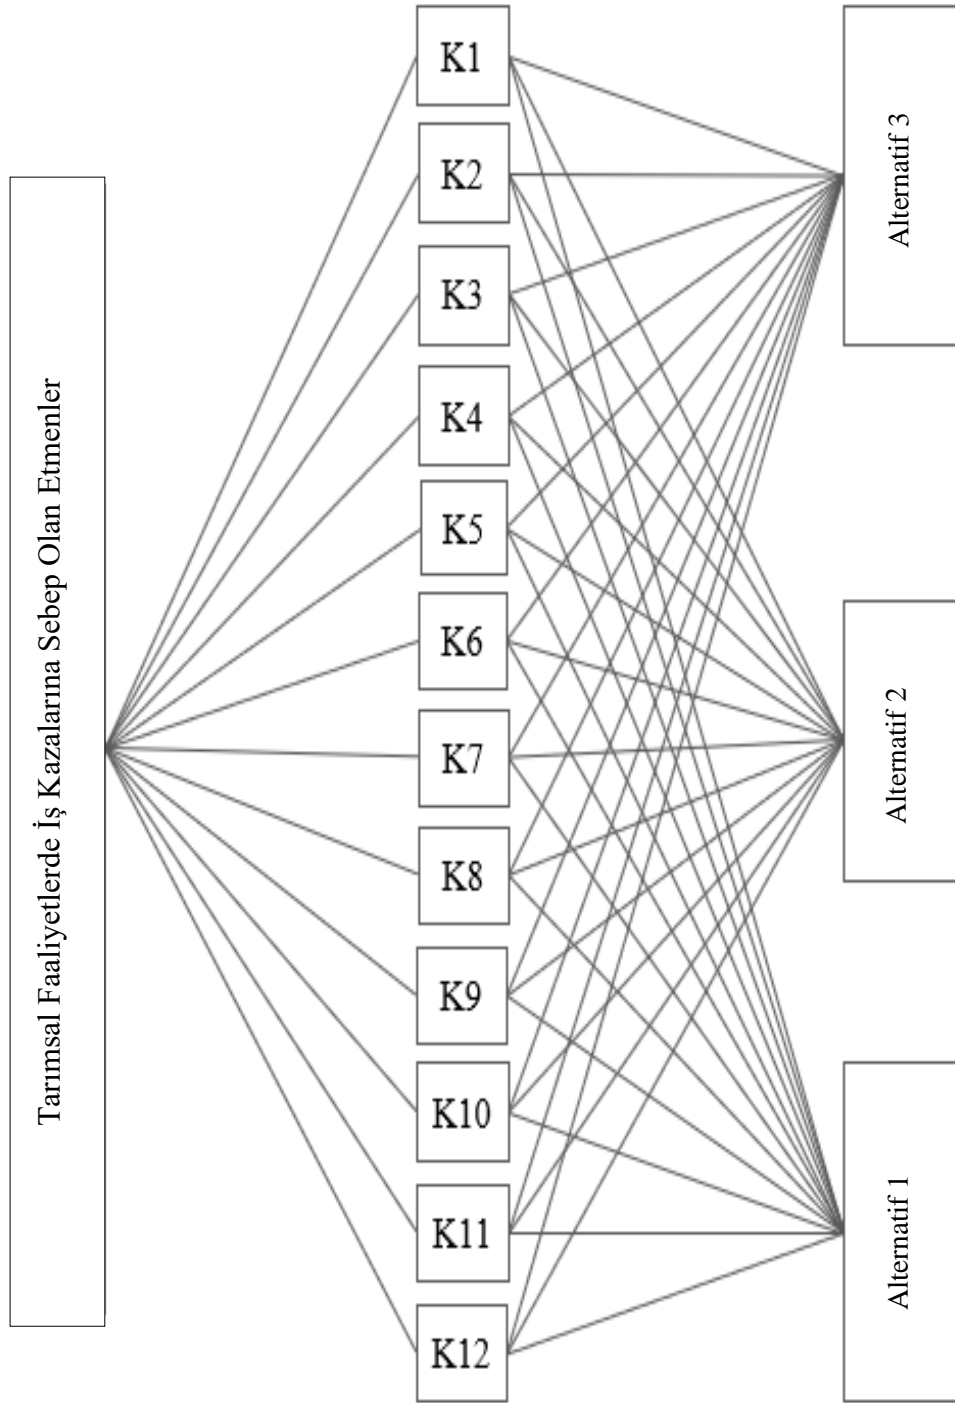 Tarımsal Faaliyetlerde İş Kazalarına Sebep Olan Etmenler
K1
K2
K3
K4
K5
K6
K7
K8
K9
K10
K11
K12
Alternatif 3
Alternatif 2
Alternatif 1